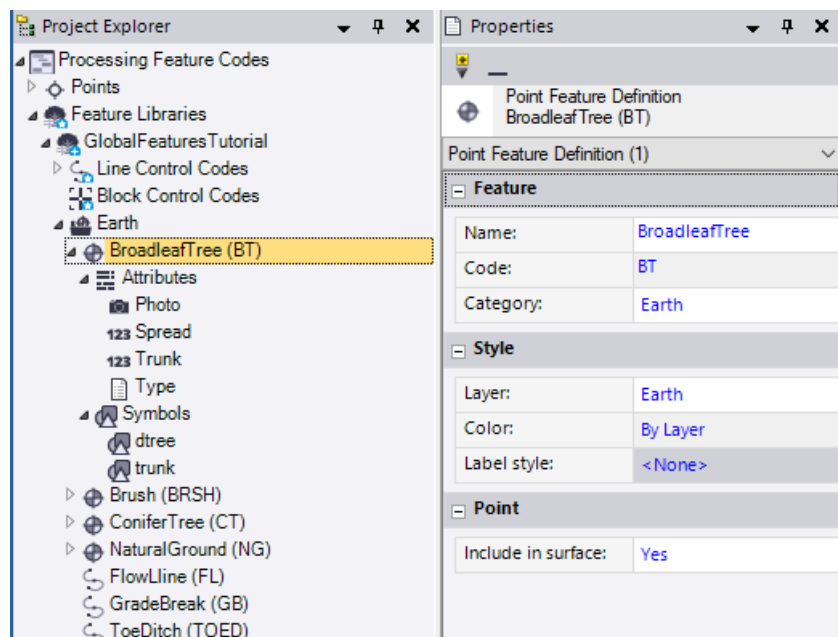 Project Explorer
Processing Feature Codes
Points
Feature Libraries
GlobalFeaturesTutorial
Line Control Codes
Block Control Codes
Earth
BroadleafTree (BT)
Attributes
Photo
123 Spread
123 Trunk
Type
Symbols
dtree
trunk
Brush (BRSH)
ConiferTree (CT)
NaturalGround (NG)
FlowLline (FL)
GradeBreak (GB)
ToeDitch (TOED)
Properties
Point Feature Definition
BroadleafTree (BT)
Point Feature Definition (1)
Feature
Name: BroadleafTree
Code: BT
Category: Earth
Style
Layer: Earth
Color: By Layer
Label style: <None>
Point
Include in surface: Yes